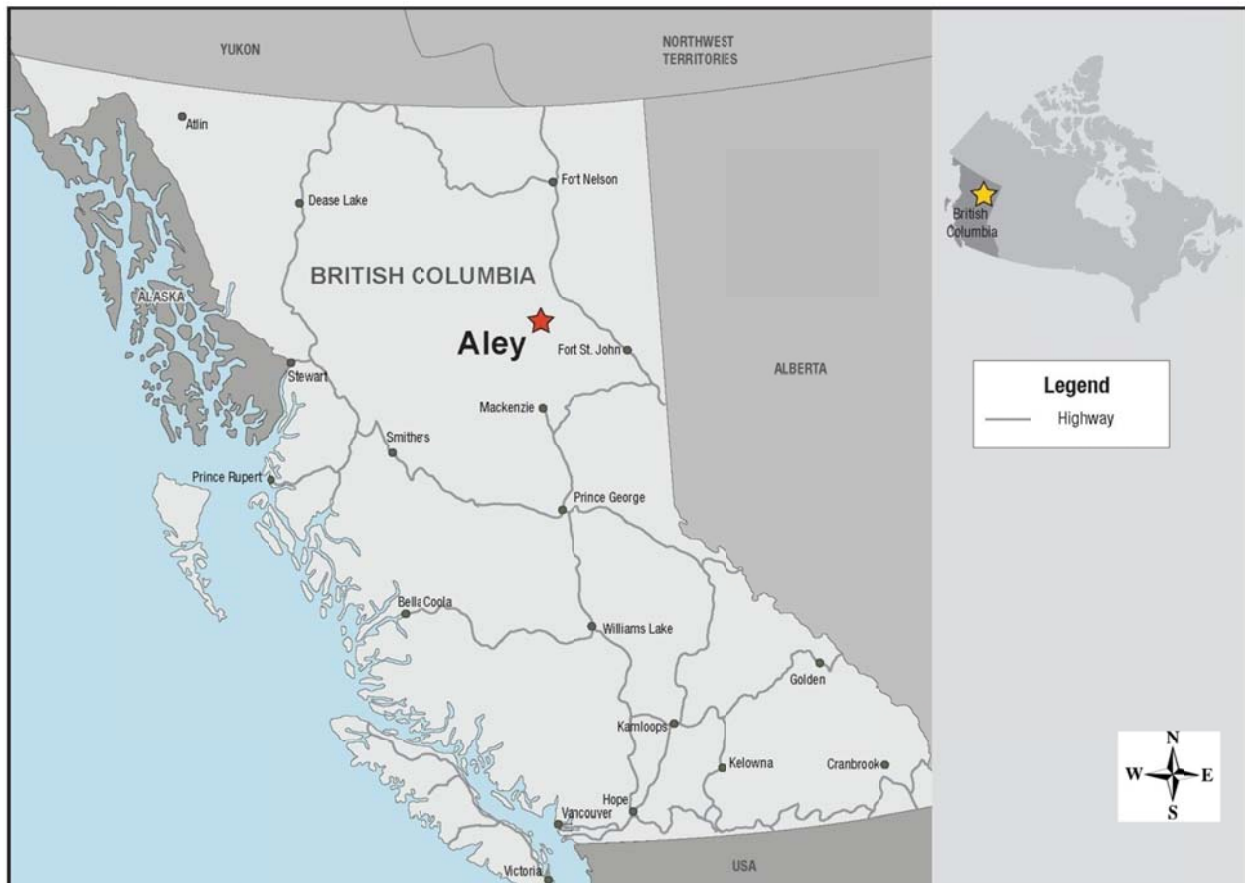 YUKON
NORTHWEST
TERRITORIES
Atlin
Fort Nelson
Dease Lake
British
Columbia
BRITISH COLUMBIA
ALASKA
Aley
Fort St. John
Stewart
ALBERTA
Legend
Highway
Mackenzie
Smithers
Prince Rupert
Prince George
Bella Coola
Williams Lake
Golden
Kamloops
Kelowna
Cranbrook
N
W E
S
Hope
Vancouver
USA
Victoria